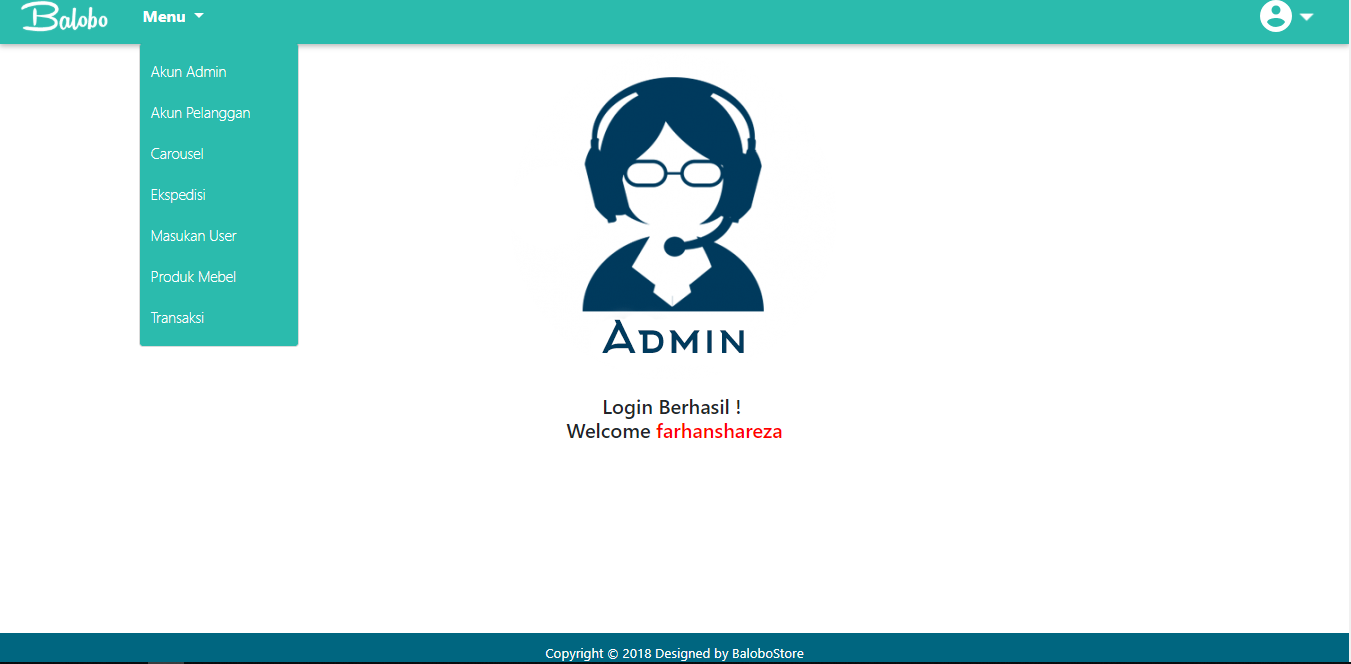 Balobo Menu
Akun Admin
Akun Pelanggan
Carousel
Ekspedisi
Masukan User
Produk Mebel
Transaksi
Admin
Login Berhasil !
Welcome farhanshareza
Copyright © 2018 Designed by BaloboStore